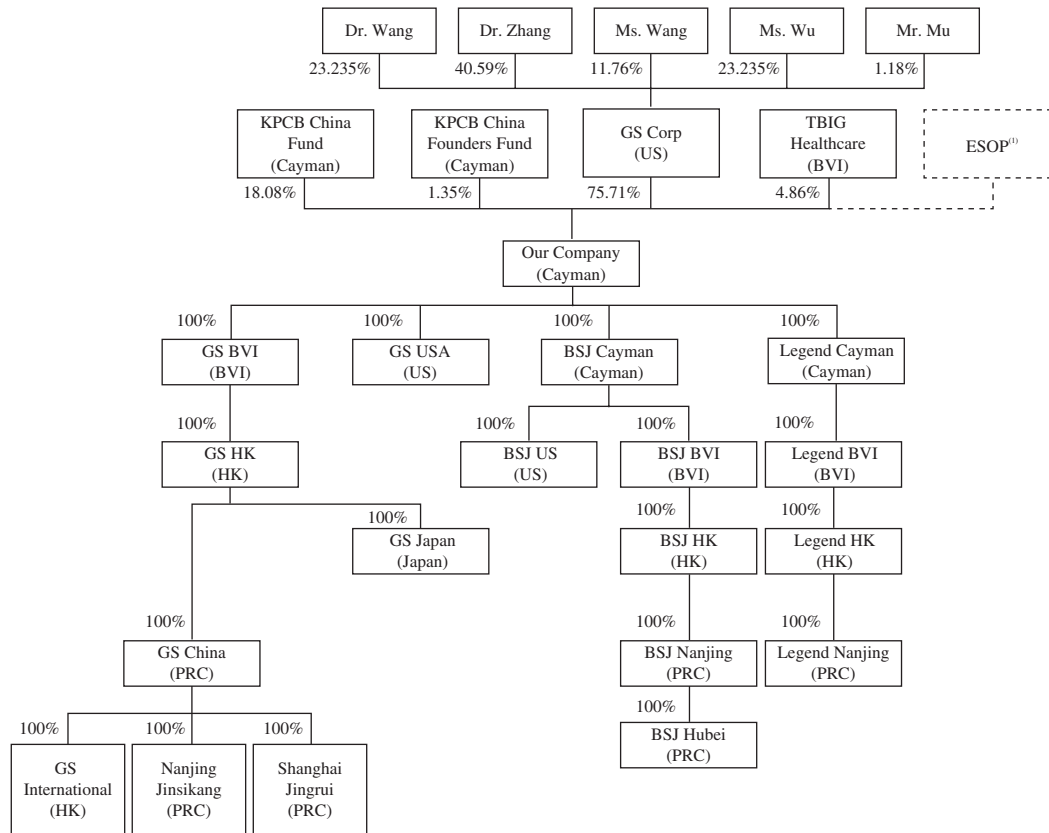 Dr. Wang
Dr. Zhang
Ms. Wang
Ms. Wu
Mr. Mu
23.235%
40.59%
11.76%
23.235%
1.18%
KPCB China
Fund
(Cayman)
KPCB China
Founders Fund
(Cayman)
GS Corp
(US)
TBIG
Healthcare
(BVI)
ESOP(1)
18.08%
1.35%
75.71%
4.86%
Our Company
(Cayman)
100%
100%
100%
100%
GS BVI
(BVI)
GS USA
(US)
BSJ Cayman
(Cayman)
Legend Cayman
(Cayman)
100%
100%
100%
100%
GS HK
(HK)
BSJ US
(US)
BSJ BVI
(BVI)
Legend BVI
(BVI)
100%
100%
100%
GS Japan
(Japan)
BSJ HK
(HK)
Legend HK
(HK)
100%
100%
100%
GS China
(PRC)
BSJ Nanjing
(PRC)
Legend Nanjing
(PRC)
100%
100%
100%
100%
BSJ Hubei
(PRC)
GS
International
(HK)
Nanjing
Jinsikang
(PRC)
Shanghai
Jingrui
(PRC)